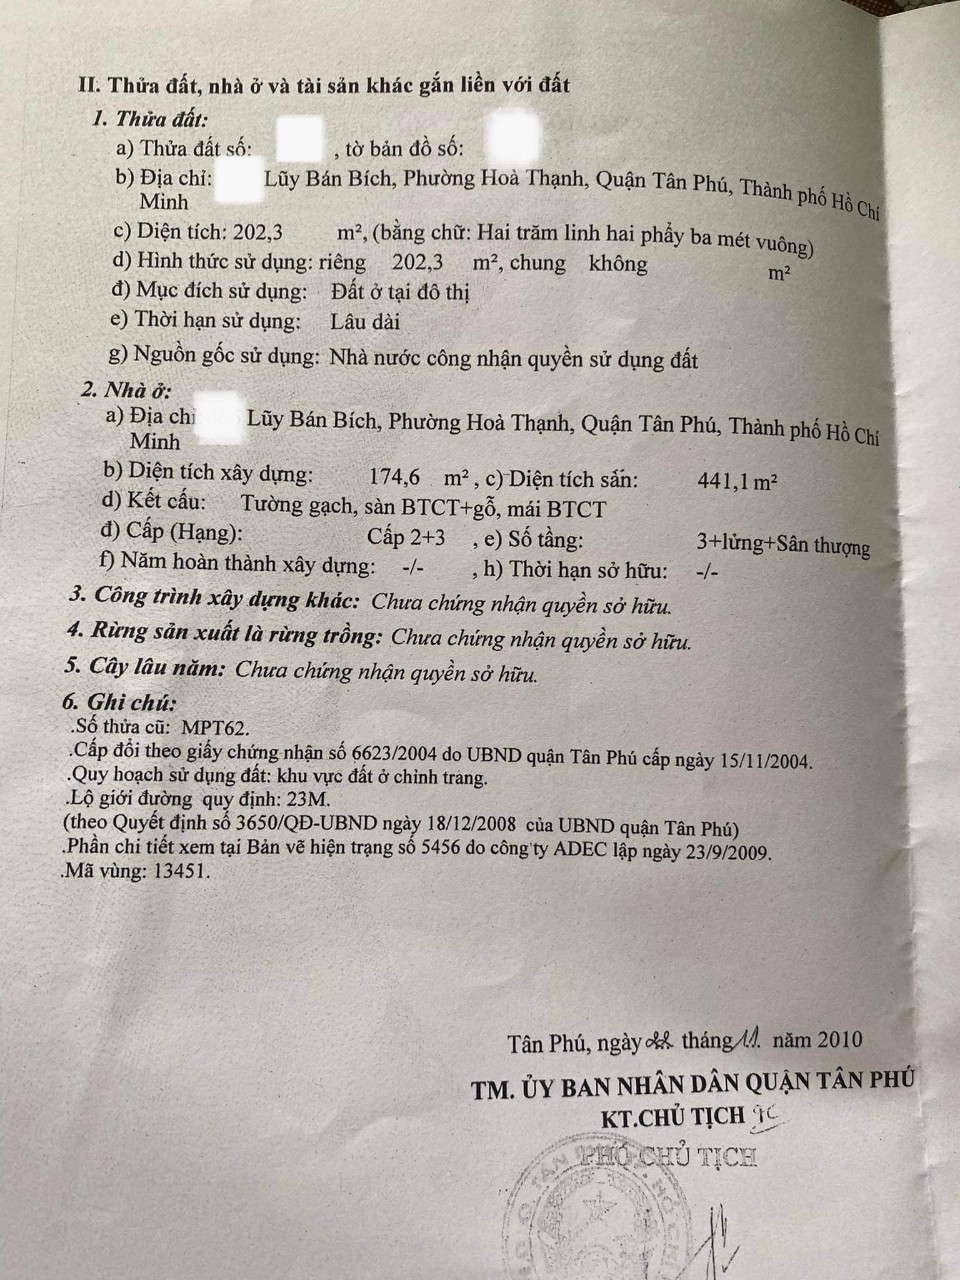 II. Thửa đất, nhà ở và tài sản khác gắn liền với đất
1. Thửa đất:
a) Thửa đất số: , tờ bản đồ số:
b) Địa chỉ: Lũy Bán Bích, Phường Hoà Thạnh, Quận Tân Phú, Thành phố Hồ Chí
Minh
c) Diện tích: 202,3 m², (bằng chữ: Hai trăm linh hai phẩy ba mét vuông)
d) Hình thức sử dụng: riêng 202,3 m², chung không m²
đ) Mục đích sử dụng: Đất ở tại đô thị
e) Thời hạn sử dụng: Lâu dài
g) Nguồn gốc sử dụng: Nhà nước công nhận quyền sử dụng đất
2. Nhà ở:
a) Địa chỉ Lũy Bán Bích, Phường Hoà Thạnh, Quận Tân Phú, Thành phố Hồ Chí
Minh
b) Diện tích xây dựng: 174,6 m² , c) Diện tích sàn: 441,1 m²
d) Kết cấu: Tường gạch, sàn BTCT+gỗ, mái BTCT
đ) Cấp (Hạng): Cấp 2+3 , e) Số tầng: 3+lửng+Sân thượng
f) Năm hoàn thành xây dựng: -/- , h) Thời hạn sở hữu: -/-
3. Công trình xây dựng khác: Chưa chứng nhận quyền sở hữu.
4. Rừng sản xuất là rừng trồng: Chưa chứng nhận quyền sở hữu.
5. Cây lâu năm: Chưa chứng nhận quyền sở hữu.
6. Ghi chú:
.Số thửa cũ: MPT62.
.Cấp đổi theo giấy chứng nhận số 6623/2004 do UBND quận Tân Phú cấp ngày 15/11/2004.
.Quy hoạch sử dụng đất: khu vực đất ở chỉnh trang.
.Lộ giới đường quy định: 23M.
(theo Quyết định số 3650/QĐ-UBND ngày 18/12/2008 của UBND quận Tân Phú)
.Phần chi tiết xem tại Bản vẽ hiện trạng số 5456 do công ty ADEC lập ngày 23/9/2009.
.Mã vùng: 13451.
Tân Phú, ngày tháng 11. năm 2010
TM. ỦY BAN NHÂN DÂN QUẬN TÂN PHÚ
KT.CHỦ TỊCH
PHÓ CHỦ TỊCH